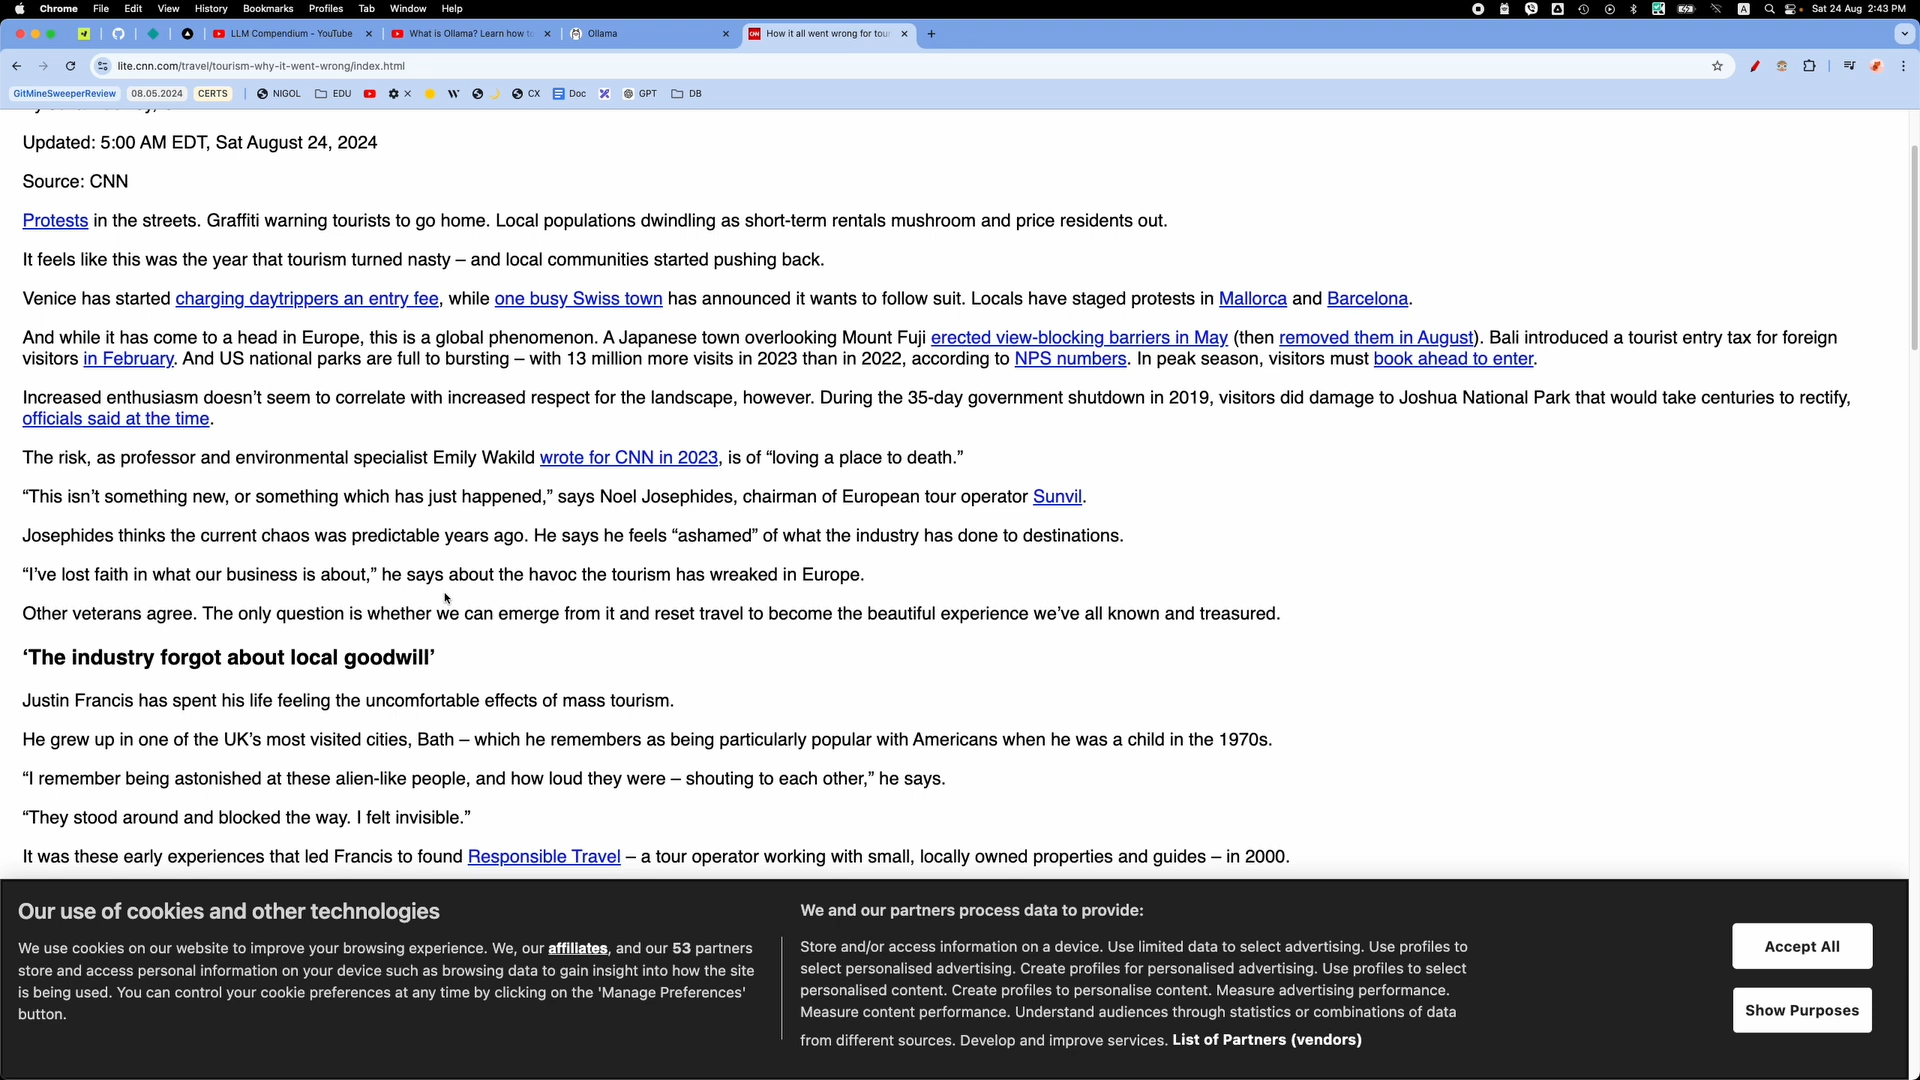 Chrome File Edit View History Bookmarks Profiles Tab Window Help Sat 24 Aug 2:43 PM
LLM Compendium - YouTube What is Ollama? Learn how to Ollama How it all went wrong for tour
lite.cnn.com/travel/tourism-why-it-went-wrong/index.html
GitMineSweeperReview 08.05.2024 CERTS NIGOL EDU CX Doc GPT DB
Updated: 5:00 AM EDT, Sat August 24, 2024
Source: CNN
Protests in the streets. Graffiti warning tourists to go home. Local populations dwindling as short-term rentals mushroom and price residents out.
It feels like this was the year that tourism turned nasty – and local communities started pushing back.
Venice has started charging daytrippers an entry fee, while one busy Swiss town has announced it wants to follow suit. Locals have staged protests in Mallorca and Barcelona.
And while it has come to a head in Europe, this is a global phenomenon. A Japanese town overlooking Mount Fuji erected view-blocking barriers in May (then removed them in August). Bali introduced a tourist entry tax for foreign
visitors in February. And US national parks are full to bursting – with 13 million more visits in 2023 than in 2022, according to NPS numbers. In peak season, visitors must book ahead to enter.
Increased enthusiasm doesn’t seem to correlate with increased respect for the landscape, however. During the 35-day government shutdown in 2019, visitors did damage to Joshua National Park that would take centuries to rectify,
officials said at the time.
The risk, as professor and environmental specialist Emily Wakild wrote for CNN in 2023, is of “loving a place to death.”
“This isn’t something new, or something which has just happened,” says Noel Josephides, chairman of European tour operator Sunvil.
Josephides thinks the current chaos was predictable years ago. He says he feels “ashamed” of what the industry has done to destinations.
“I’ve lost faith in what our business is about,” he says about the havoc the tourism has wreaked in Europe.
Other veterans agree. The only question is whether we can emerge from it and reset travel to become the beautiful experience we’ve all known and treasured.
‘The industry forgot about local goodwill’
Justin Francis has spent his life feeling the uncomfortable effects of mass tourism.
He grew up in one of the UK’s most visited cities, Bath – which he remembers as being particularly popular with Americans when he was a child in the 1970s.
“I remember being astonished at these alien-like people, and how loud they were – shouting to each other,” he says.
“They stood around and blocked the way. I felt invisible.”
It was these early experiences that led Francis to found Responsible Travel – a tour operator working with small, locally owned properties and guides – in 2000.
Our use of cookies and other technologies
We use cookies on our website to improve your browsing experience. We, our affiliates, and our 53 partners
store and access personal information on your device such as browsing data to gain insight into how the site
is being used. You can control your cookie preferences at any time by clicking on the 'Manage Preferences'
button.
We and our partners process data to provide:
Store and/or access information on a device. Use limited data to select advertising. Use profiles to
select personalised advertising. Create profiles for personalised advertising. Use profiles to select
personalised content. Create profiles to personalise content. Measure advertising performance.
Measure content performance. Understand audiences through statistics or combinations of data
from different sources. Develop and improve services. List of Partners (vendors)
Accept All
Show Purposes